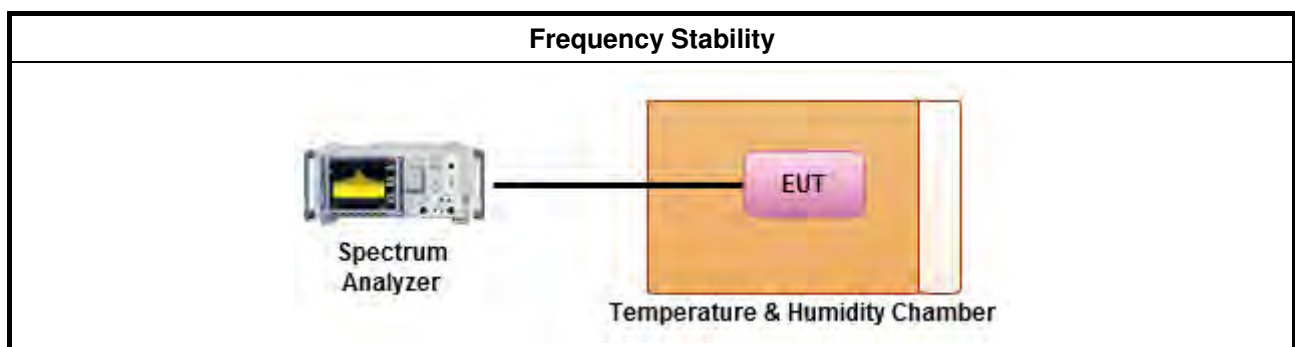 Frequency Stability
EUT
Spectrum
Analyzer
Temperature & Humidity Chamber